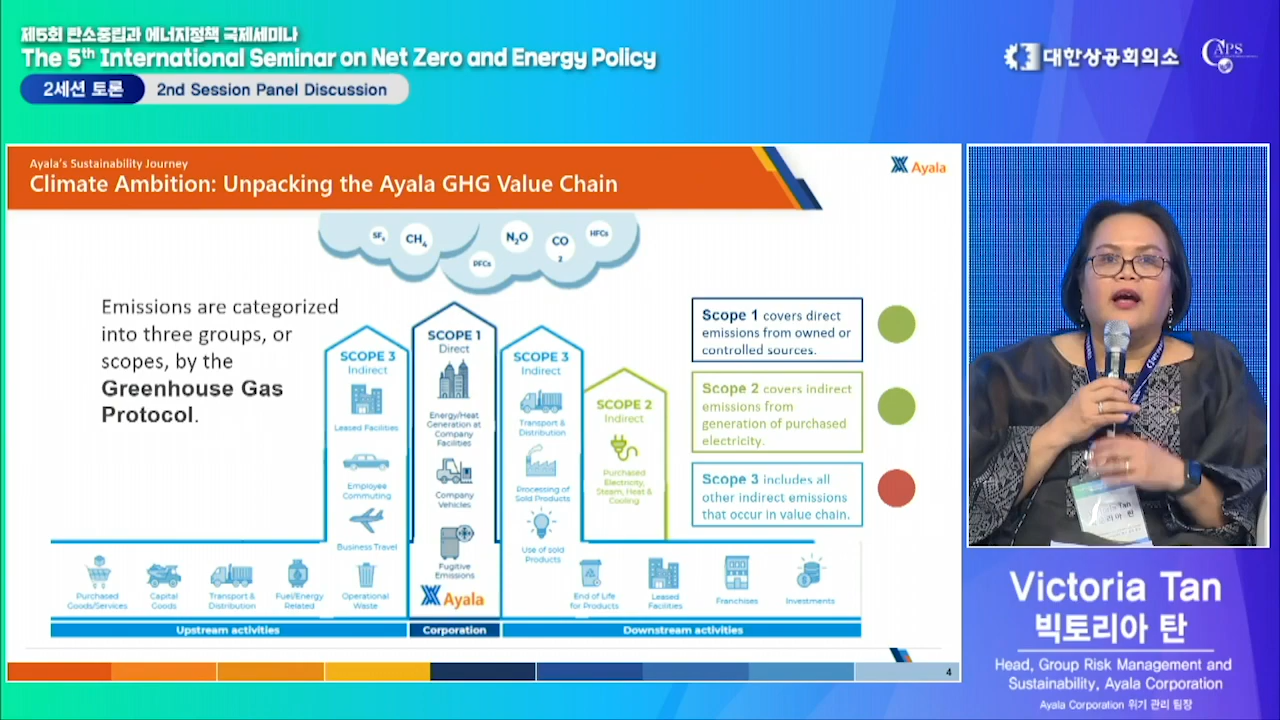 제5회 탄소중립과 에너지정책 국제세미나
The 5th International Seminar on Net Zero and Energy Policy
2세션 토론 2nd Session Panel Discussion
대한상공회의소
CAPS
Ayala's Sustainability Journey
Climate Ambition: Unpacking the Ayala GHG Value Chain
Ayala
SF6
CH4
PFCs
N2O
CO
2
HFCs
Emissions are categorized
into three groups, or
scopes, by the
Greenhouse Gas
Protocol.
SCOPE 3
Indirect
Leased Facilities
Employee
Commuting
Business Travel
SCOPE 1
Direct
Energy/Heat
Generation at
Company
Facilities
Company
Vehicles
Fugitive
Emissions
Ayala
SCOPE 3
Indirect
Transport &
Distribution
Processing of
Sold Products
Use of sold
Products
SCOPE 2
Indirect
Purchased
Electricity,
Steam, Heat &
Cooling
Scope 1 covers direct
emissions from owned or
controlled sources.
Scope 2 covers indirect
emissions from
generation of purchased
electricity.
Scope 3 includes all
other indirect emissions
that occur in value chain.
Purchased
Goods/Services
Capital
Goods
Transport &
Distribution
Fuel/Energy
Related
Operational
Waste
End of Life
for Products
Leased
Facilities
Franchises
Investments
Upstream activities
Corporation
Downstream activities
4
Tan
Victoria Tan
빅토리아 탄
Head, Group Risk Management and
Sustainability, Ayala Corporation
Ayala Corporation 위기 관리 팀장